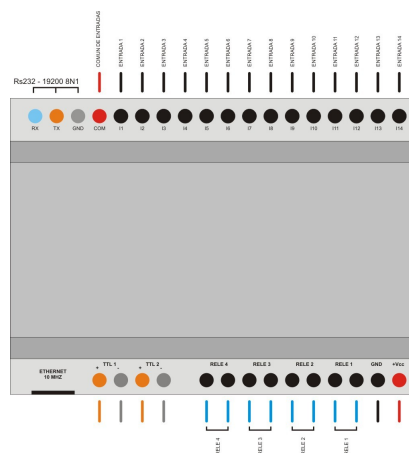 COMUN DE ENTRADAS
ENTRADA 1
ENTRADA 2
ENTRADA 3
ENTRADA 4
ENTRADA 5
ENTRADA 6
ENTRADA 7
ENTRADA 8
ENTRADA 9
ENTRADA 10
ENTRADA 11
ENTRADA 12
ENTRADA 13
ENTRADA 14
Rs232 - 19200 8N1
RX TX GND COM I1 I2 I3 I4 I5 I6 I7 I8 I9 I10 I11 I12 I13 I14
TTL 1 TTL 2 RELE 4 RELE 3 RELE 2 RELE 1 GND +Vcc
+ - + -
ETHERNET
10 MHZ
RELE 4
RELE 3
RELE 2
RELE 1